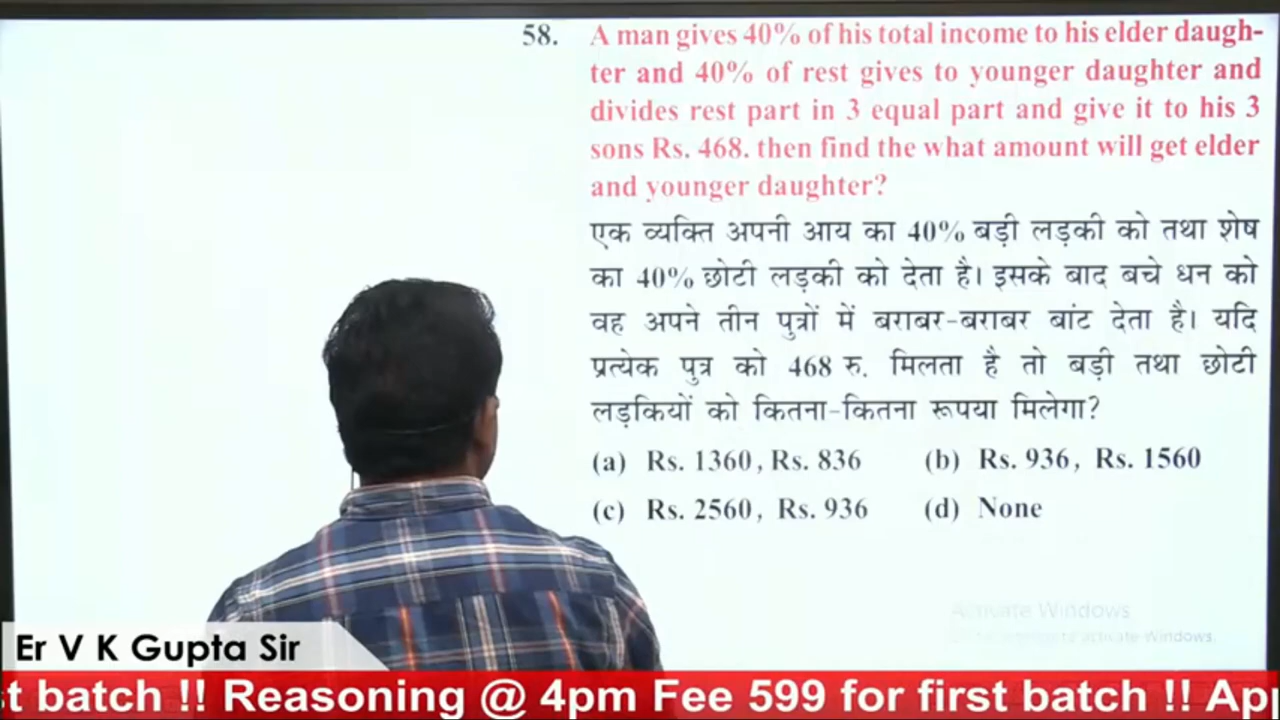 58. A man gives 40% of his total income to his elder daugh-
ter and 40% of rest gives to younger daughter and
divides rest part in 3 equal part and give it to his 3
sons Rs. 468. then find the what amount will get elder
and younger daughter?
एक व्यक्ति अपनी आय का 40% बड़ी लड़की को तथा शेष
का 40% छोटी लड़की को देता है। इसके बाद बचे धन को
वह अपने तीन पुत्रों में बराबर-बराबर बांट देता है। यदि
प्रत्येक पुत्र को 468 रु. मिलता है तो बड़ी तथा छोटी
लड़कियों को कितना-कितना रूपया मिलेगा?
(a) Rs. 1360, Rs. 836 (b) Rs. 936, Rs. 1560
(c) Rs. 2560, Rs. 936 (d) None
Activate Windows
to activate Windows.
Er V K Gupta Sir
t batch !! Reasoning @ 4pm Fee 599 for first batch !! App